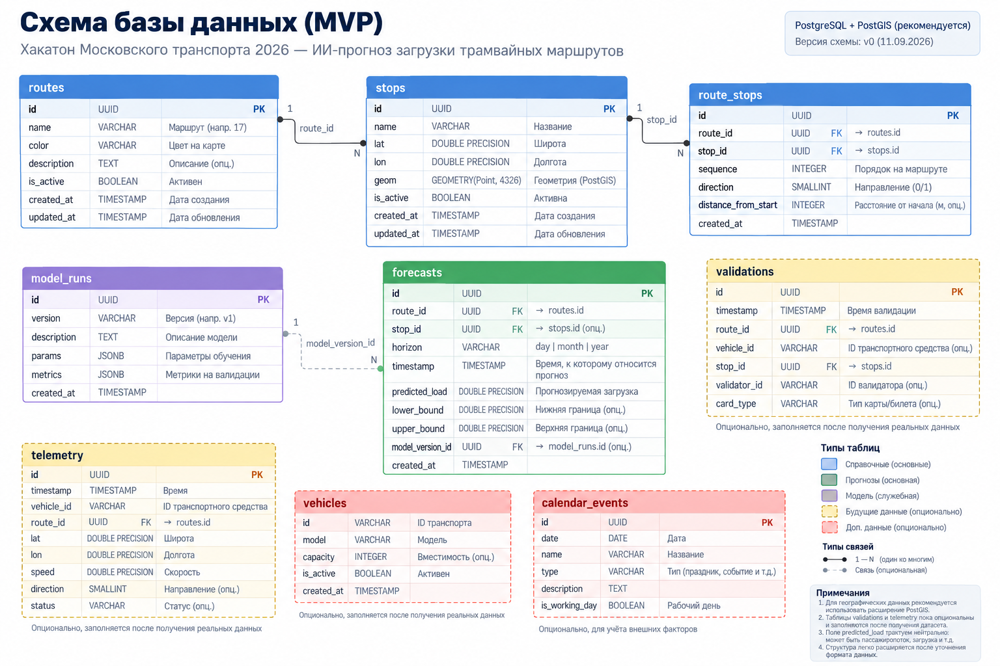 Схема базы данных (MVP)
Хакатон Московского транспорта 2026 — ИИ-прогноз загрузки трамвайных маршрутов
PostgreSQL + PostGIS (рекомендуется)
Версия схемы: v0 (11.09.2026)
routes
id UUID PK
name VARCHAR Маршрут (напр. 17)
color VARCHAR Цвет на карте
description TEXT Описание (опц.)
is_active BOOLEAN Активен
created_at TIMESTAMP Дата создания
updated_at TIMESTAMP Дата обновления
1
route_id
N
stops
id UUID PK
name VARCHAR Название
lat DOUBLE PRECISION Широта
lon DOUBLE PRECISION Долгота
geom GEOMETRY(Point, 4326) Геометрия (PostGIS)
is_active BOOLEAN Активна
created_at TIMESTAMP Дата создания
updated_at TIMESTAMP Дата обновления
1
stop_id
N
route_stops
id UUID PK
route_id UUID FK → routes.id
stop_id UUID FK → stops.id
sequence INTEGER Порядок на маршруте
direction SMALLINT Направление (0/1)
distance_from_start INTEGER Расстояние от начала (м, опц.)
created_at TIMESTAMP
model_runs
id UUID PK
version VARCHAR Версия (напр. v1)
description TEXT Описание модели
params JSONB Параметры обучения
metrics JSONB Метрики на валидации
created_at TIMESTAMP
1
model_version_id
N
forecasts
id UUID PK
route_id UUID FK → routes.id
stop_id UUID FK → stops.id (опц.)
horizon VARCHAR day | month | year
timestamp TIMESTAMP Время, к которому относится
прогноз
predicted_load DOUBLE PRECISION Прогнозируемая загрузка
lower_bound DOUBLE PRECISION Нижняя граница (опц.)
upper_bound DOUBLE PRECISION Верхняя граница (опц.)
model_version_id UUID FK → model_runs.id (опц.)
created_at TIMESTAMP
validations
id UUID PK
timestamp TIMESTAMP Время валидации
route_id UUID FK → routes.id
vehicle_id VARCHAR ID транспортного средства (опц.)
stop_id UUID FK → stops.id
validator_id VARCHAR ID валидатора (опц.)
card_type VARCHAR Тип карты/билета (опц.)
Опционально, заполняется после получения реальных данных
telemetry
id UUID PK
timestamp TIMESTAMP Время
vehicle_id VARCHAR ID транспортного средства
route_id UUID FK → routes.id
lat DOUBLE PRECISION Широта
lon DOUBLE PRECISION Долгота
speed DOUBLE PRECISION Скорость
direction SMALLINT Направление (опц.)
status VARCHAR Статус (опц.)
Опционально, заполняется после получения реальных данных
vehicles
id VARCHAR ID транспорта
model VARCHAR Модель
capacity INTEGER Вместимость (опц.)
is_active BOOLEAN Активен
created_at TIMESTAMP
Опционально, заполняется после получения реальных данных
calendar_events
id UUID PK
date DATE Дата
name VARCHAR Название
type VARCHAR Тип (праздник, событие и т.д.)
description TEXT
is_working_day BOOLEAN Рабочий день
Опционально, для учёта внешних факторов
Типы таблиц
Справочные (основные)
Прогнозы (основная)
Модель (служебная)
Будущие данные (опционально)
Доп. данные (опционально)
Типы связей
1 — N (один ко многим)
Связь (опциональная)
Примечания
1. Для географических данных рекомендуется
использовать расширение PostGIS.
2. Таблицы validations и telemetry пока опциональны
и заполняются после получения датасета.
3. Поле predicted_load трактуем нейтрально:
может быть пассажиропоток, загрузка и т.д.
4. Структура легко расширяется после уточнения
формата данных.